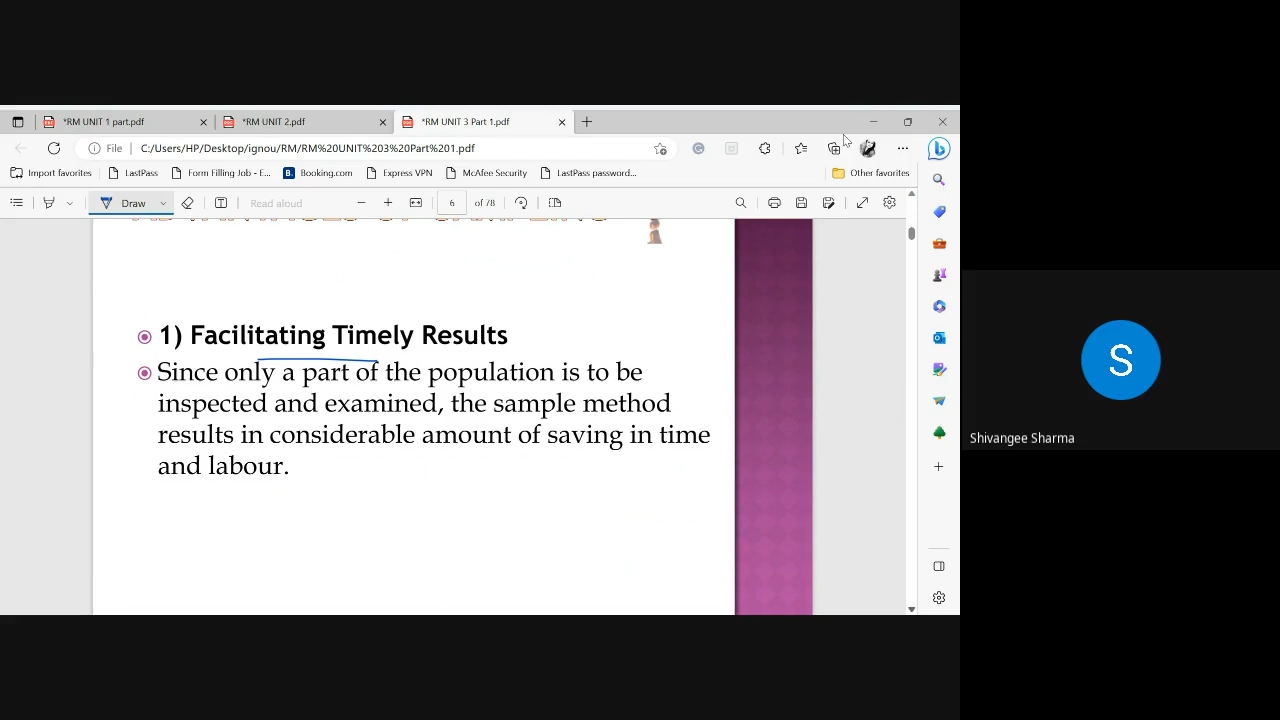 *RM UNIT 1 part.pdf
*RM UNIT 2.pdf
*RM UNIT 3 Part 1.pdf
File
C:/Users/HP/Desktop/ignou/RM/RM%20UNIT%203%20Part%201.pdf
Import favorites
LastPass
Form Filling Job - E...
Booking.com
Express VPN
McAfee Security
LastPass password...
Other favorites
Draw
Read aloud
6 of 78
1) Facilitating Timely Results
Since only a part of the population is to be
inspected and examined, the sample method
results in considerable amount of saving in time
and labour.
S
Shivangee Sharma